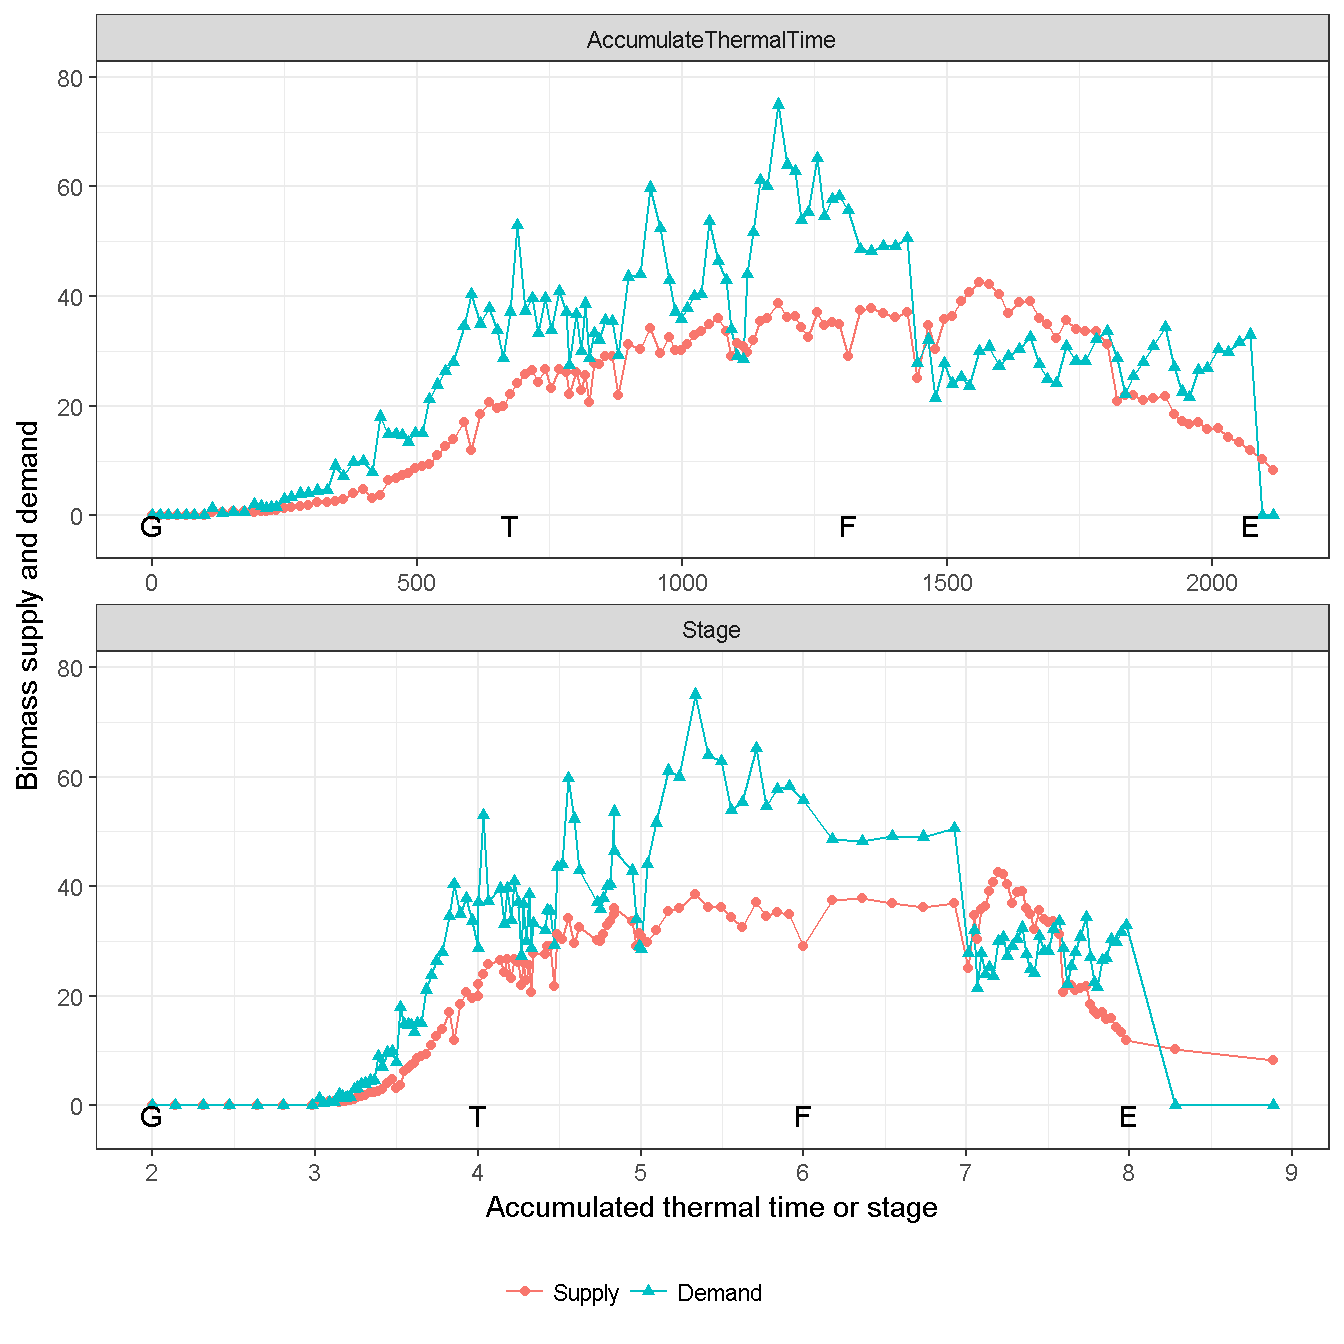 AccumulateThermalTime
80
60
40
20
0
G T F E
0 500 1000 1500 2000
Biomass supply and demand
Stage
80
60
40
20
0
G T F E
2 3 4 5 6 7 8 9
Accumulated thermal time or stage
Supply Demand